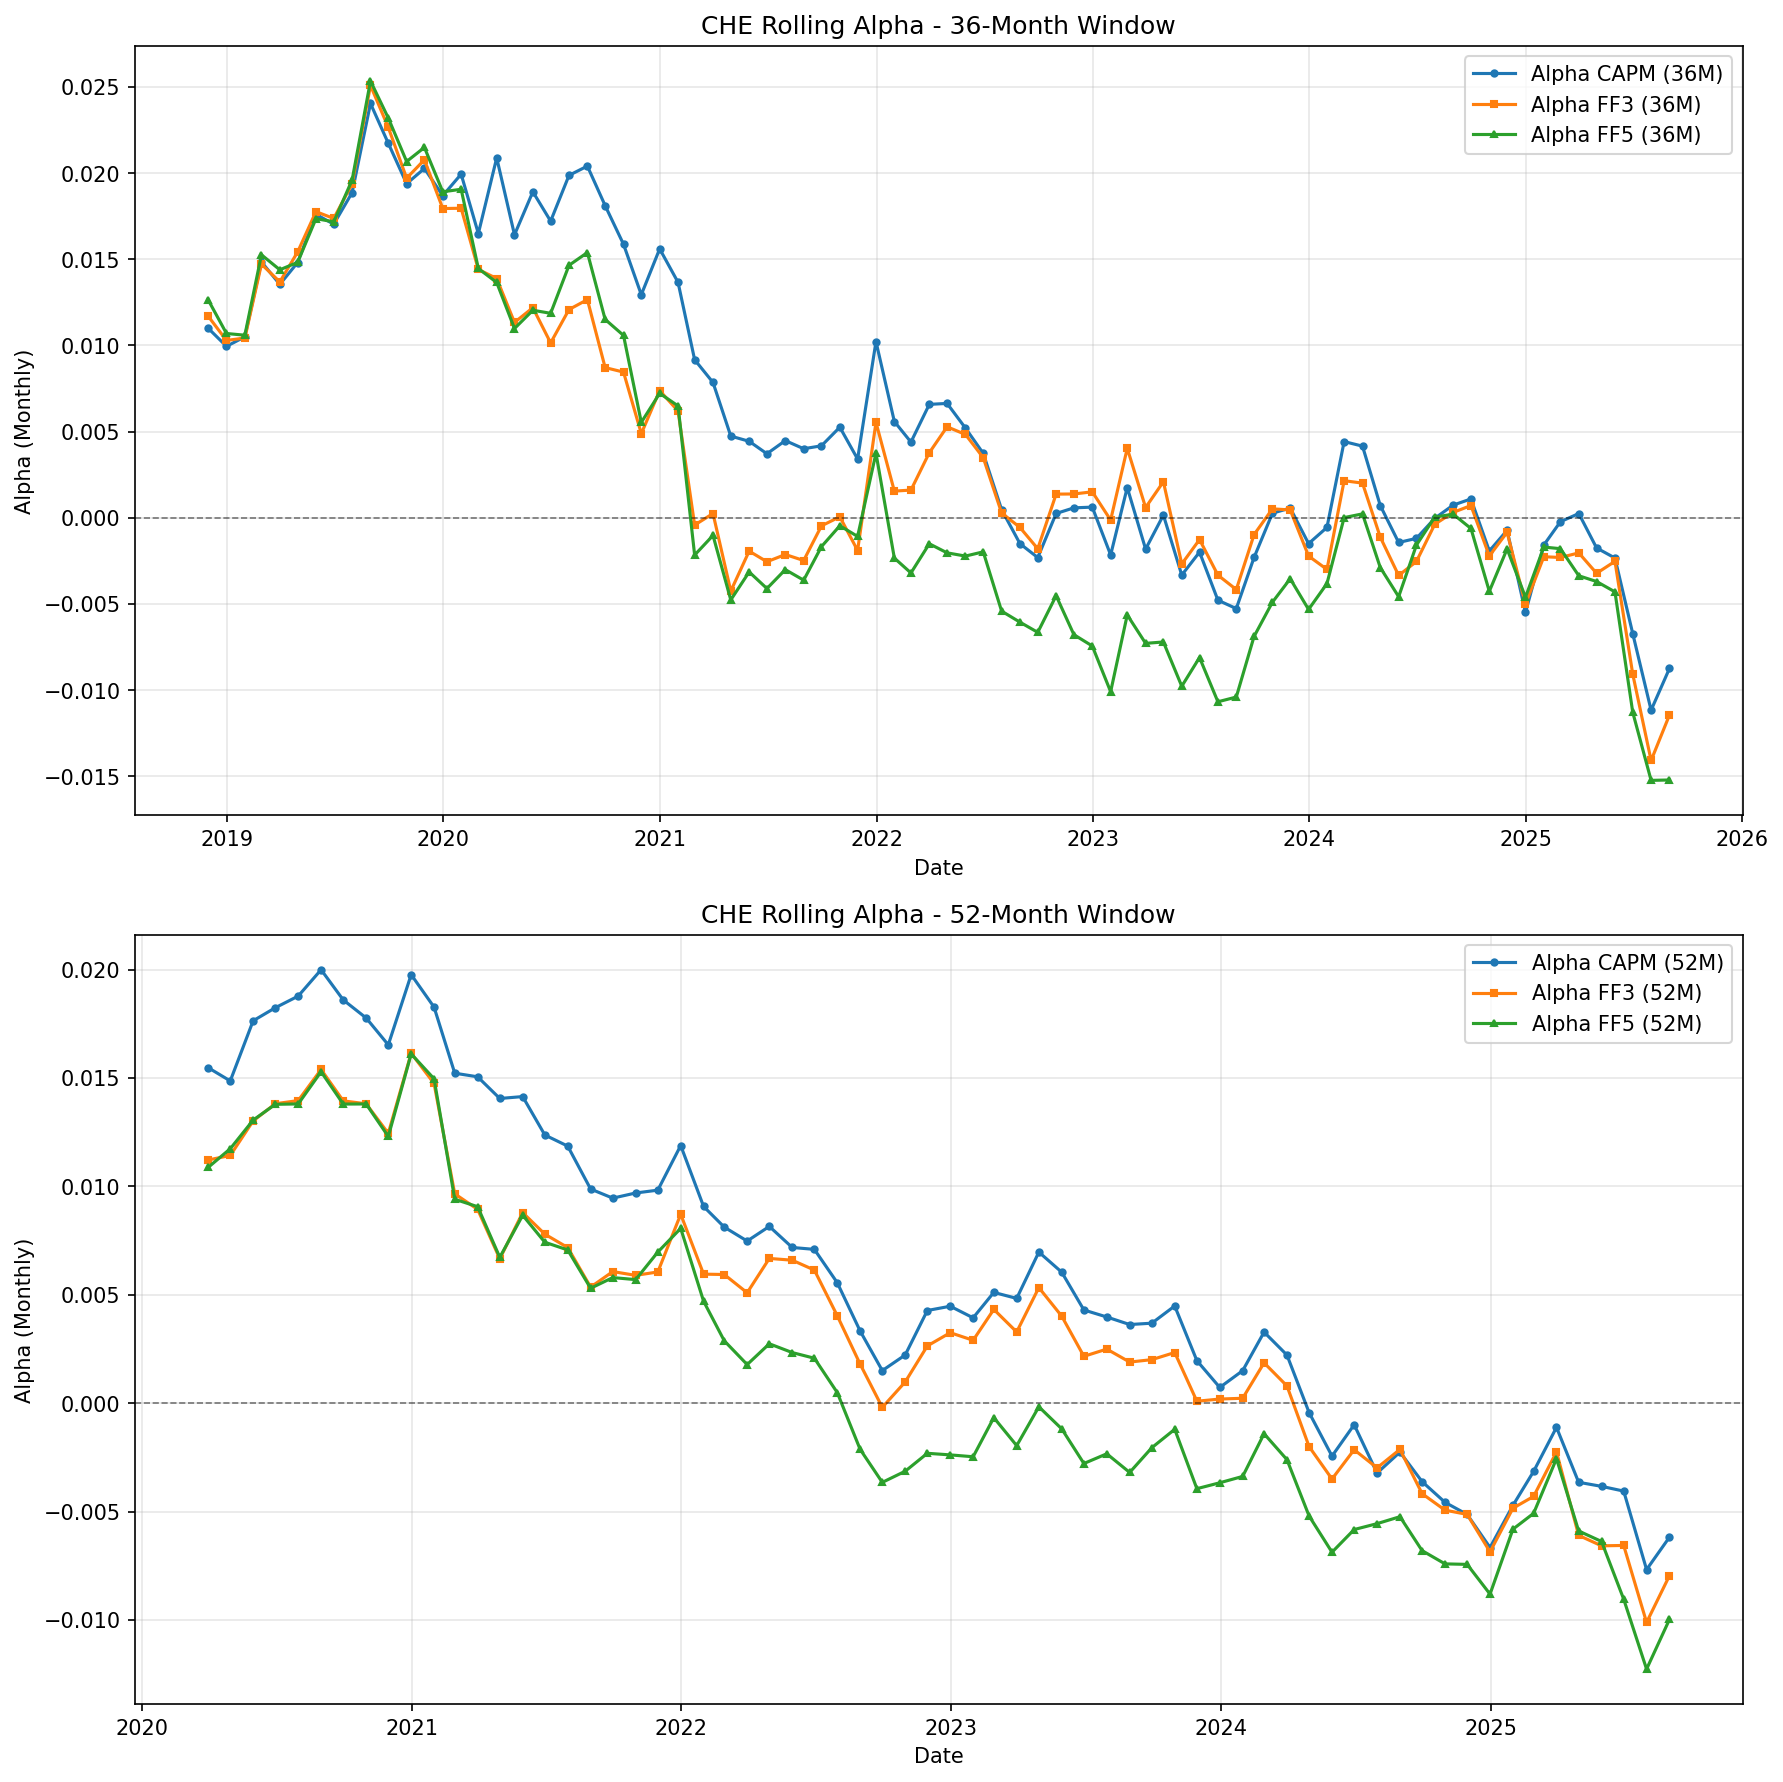 CHE Rolling Alpha - 36-Month Window
Alpha CAPM (36M)
Alpha FF3 (36M)
Alpha FF5 (36M)
Alpha (Monthly)
0.025
0.020
0.015
0.010
0.005
0.000
−0.005
−0.010
−0.015
2019 2020 2021 2022 2023 2024 2025 2026
Date
CHE Rolling Alpha - 52-Month Window
Alpha CAPM (52M)
Alpha FF3 (52M)
Alpha FF5 (52M)
Alpha (Monthly)
0.020
0.015
0.010
0.005
0.000
−0.005
−0.010
2020 2021 2022 2023 2024 2025
Date